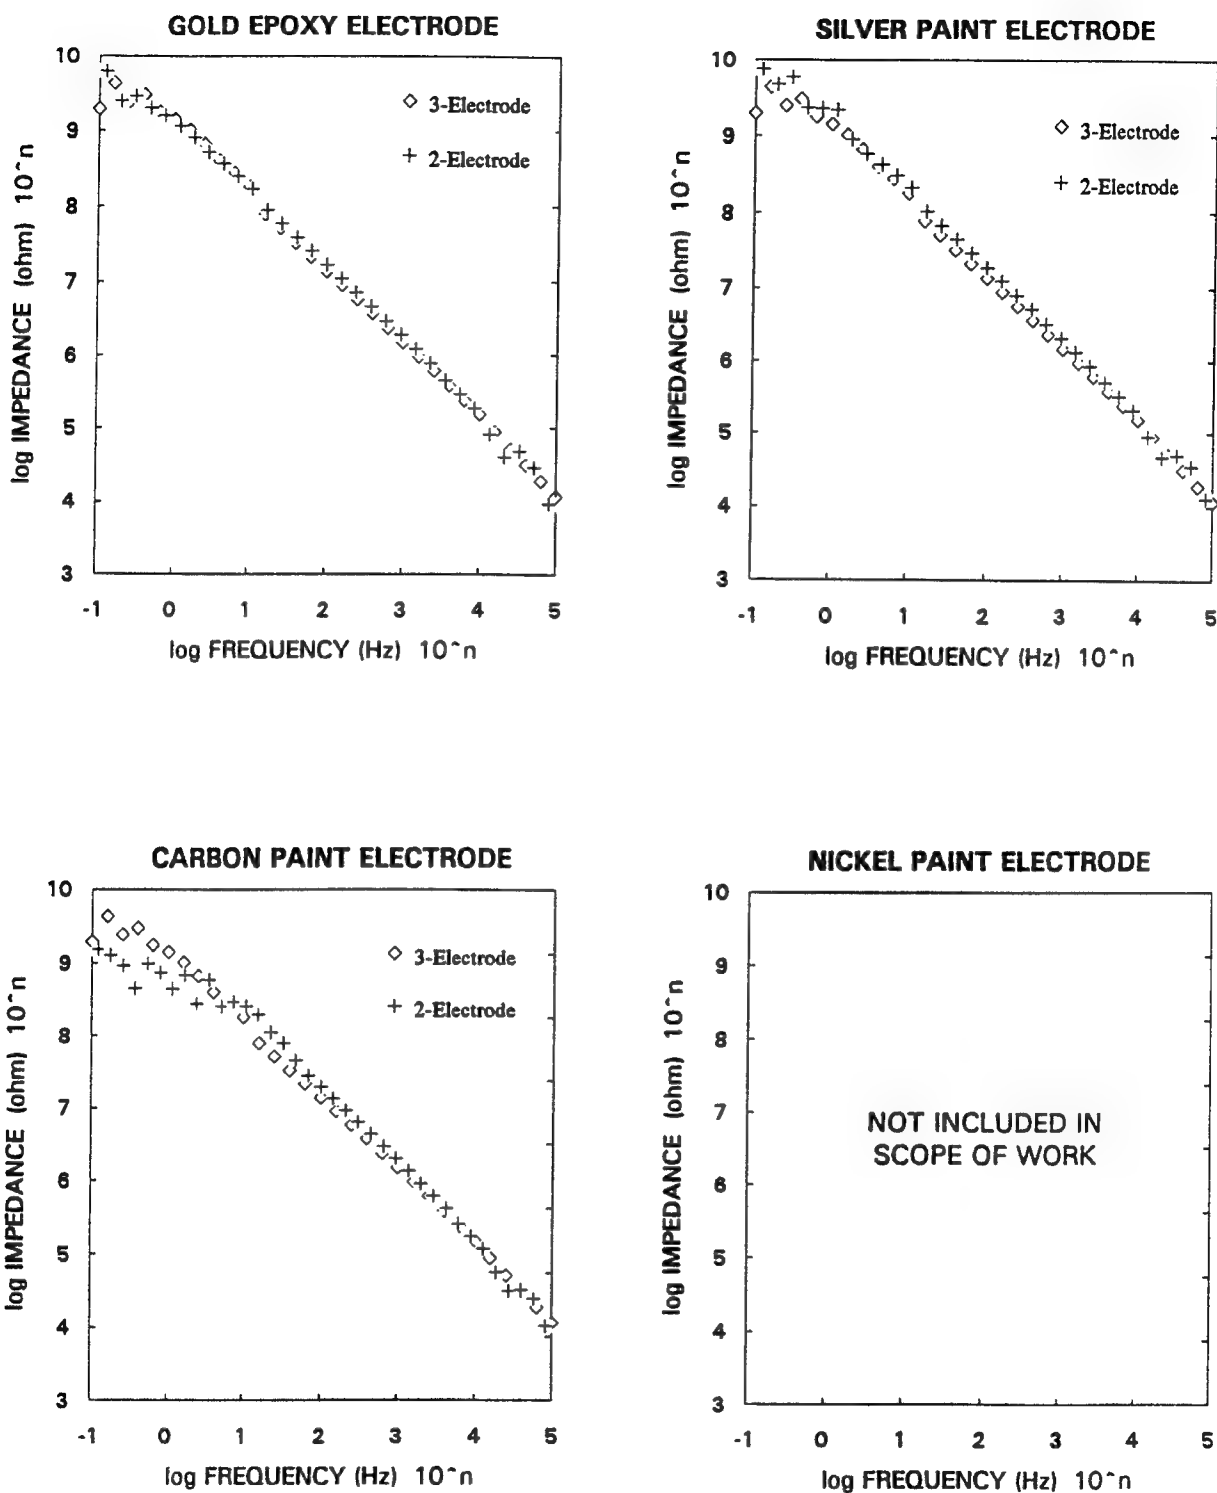 GOLD EPOXY ELECTRODE
10
9
8
7
6
5
4
3
log IMPEDANCE (ohm) 10^n
◇ 3-Electrode
+ 2-Electrode
-1 0 1 2 3 4 5
log FREQUENCY (Hz) 10^n
SILVER PAINT ELECTRODE
10
9
8
7
6
5
4
3
log IMPEDANCE (ohm) 10^n
◇ 3-Electrode
+ 2-Electrode
-1 0 1 2 3 4 5
log FREQUENCY (Hz) 10^n
CARBON PAINT ELECTRODE
10
9
8
7
6
5
4
3
log IMPEDANCE (ohm) 10^n
◇ 3-Electrode
+ 2-Electrode
-1 0 1 2 3 4 5
log FREQUENCY (Hz) 10^n
NICKEL PAINT ELECTRODE
10
9
8
7
6
5
4
3
log IMPEDANCE (ohm) 10^n
NOT INCLUDED IN
SCOPE OF WORK
-1 0 1 2 3 4 5
log FREQUENCY (Hz) 10^n